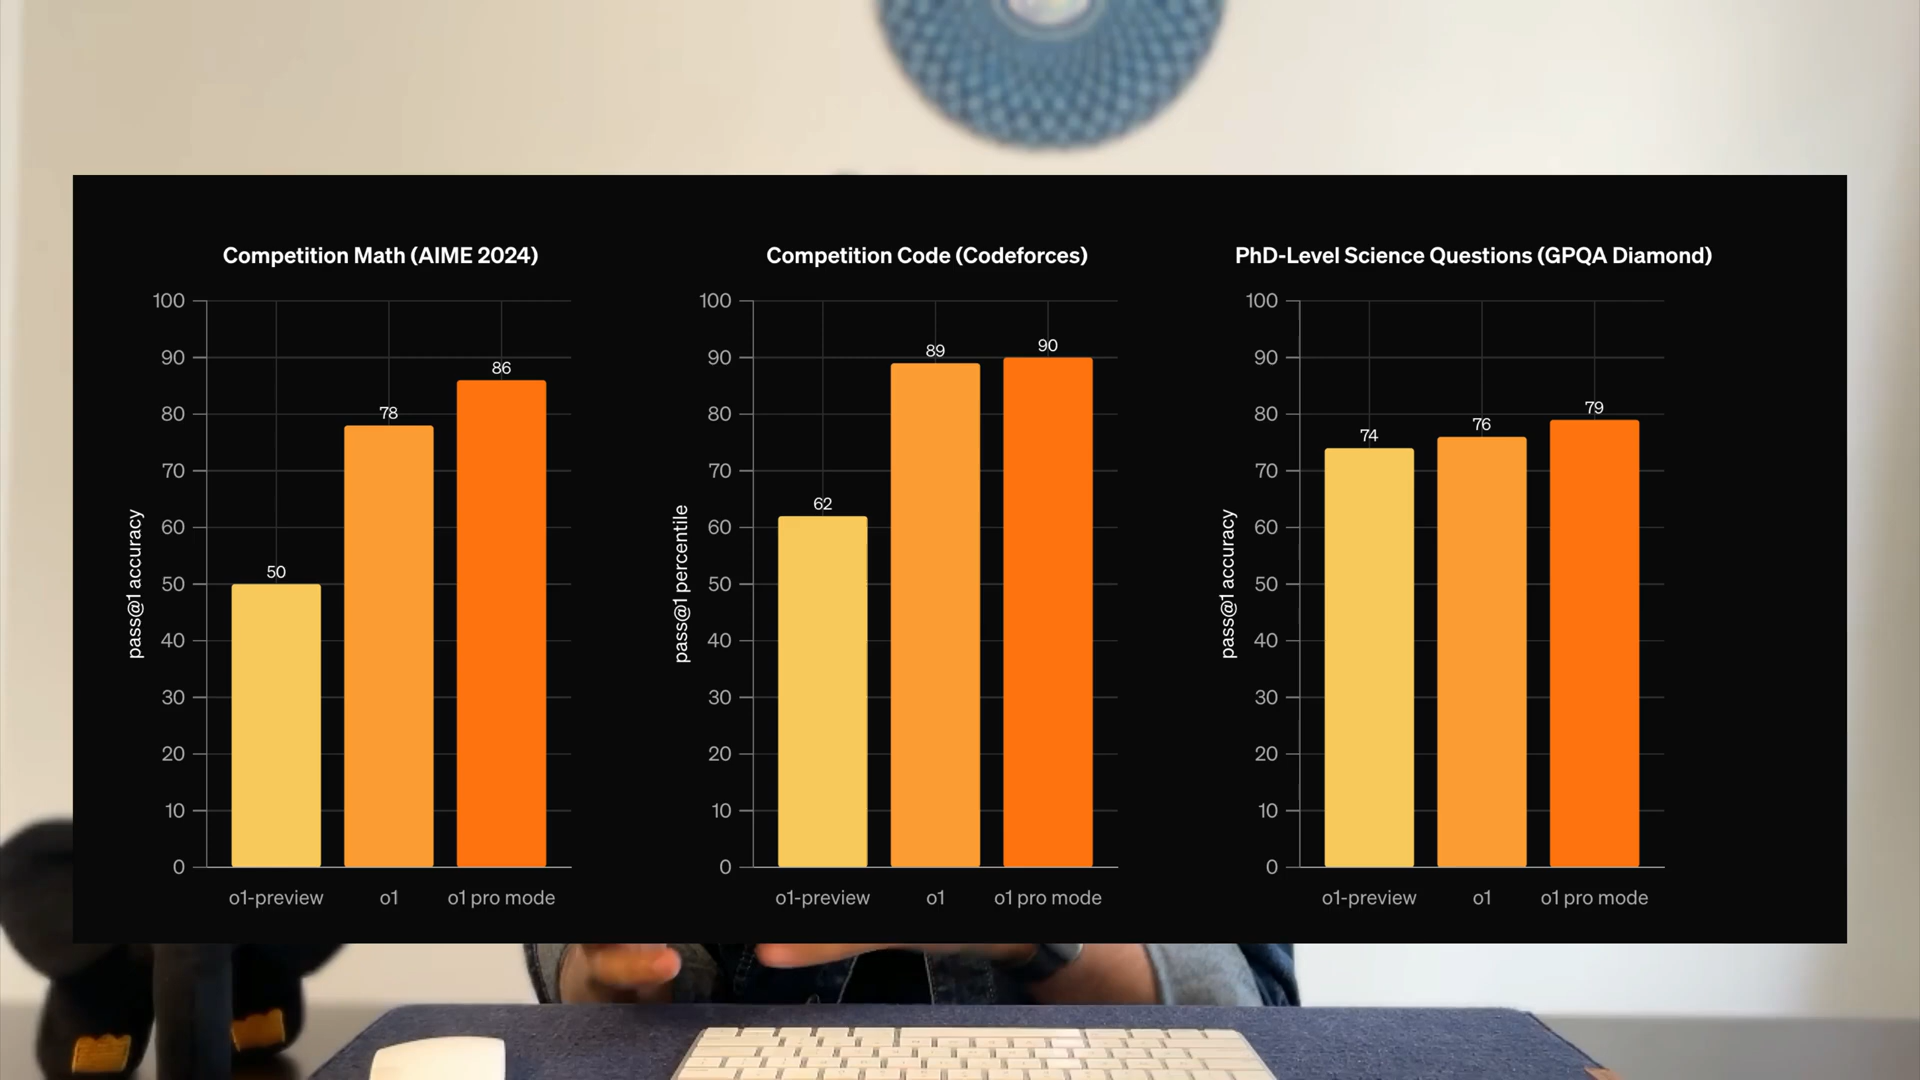 Competition Math (AIME 2024)
100
90
80
70
60
50
40
30
20
10
0
pass@1 accuracy
50
78
86
o1-preview
o1
o1 pro mode
Competition Code (Codeforces)
100
90
80
70
60
50
40
30
20
10
0
pass@1 percentile
62
89
90
o1-preview
o1
o1 pro mode
PhD-Level Science Questions (GPQA Diamond)
100
90
80
70
60
50
40
30
20
10
0
pass@1 accuracy
74
76
79
o1-preview
o1
o1 pro mode